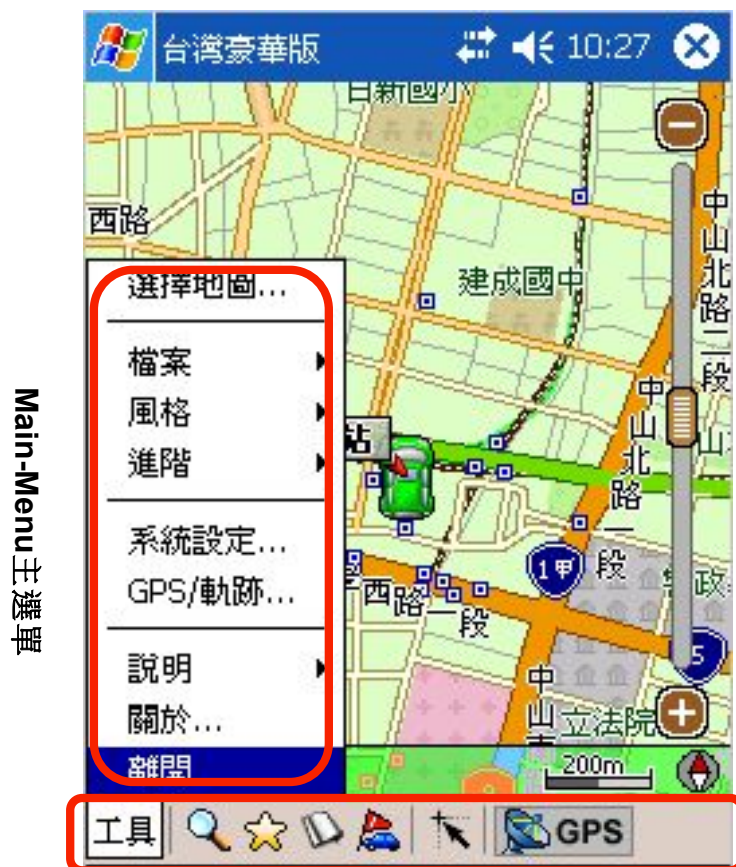 Main-Menu主選單
台灣豪華版
10:27
日新國小
西路
中山北路二段
建成國中
選擇地圖...
檔案
風格
進階
系統設定...
GPS/軌跡...
說明
關於...
離開
站
中山北路一段
1甲
西路一段
政
5
中山
立法院
200m
工具
GPS